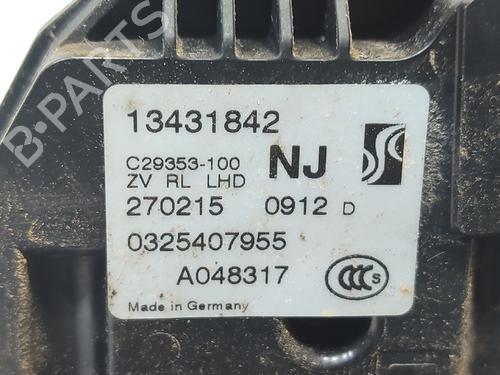 B-PARTS
13431842
C29353-100 NJ
ZV RL LHD
270215 0912 D
0325407955
A048317
CCC S
Made in Germany